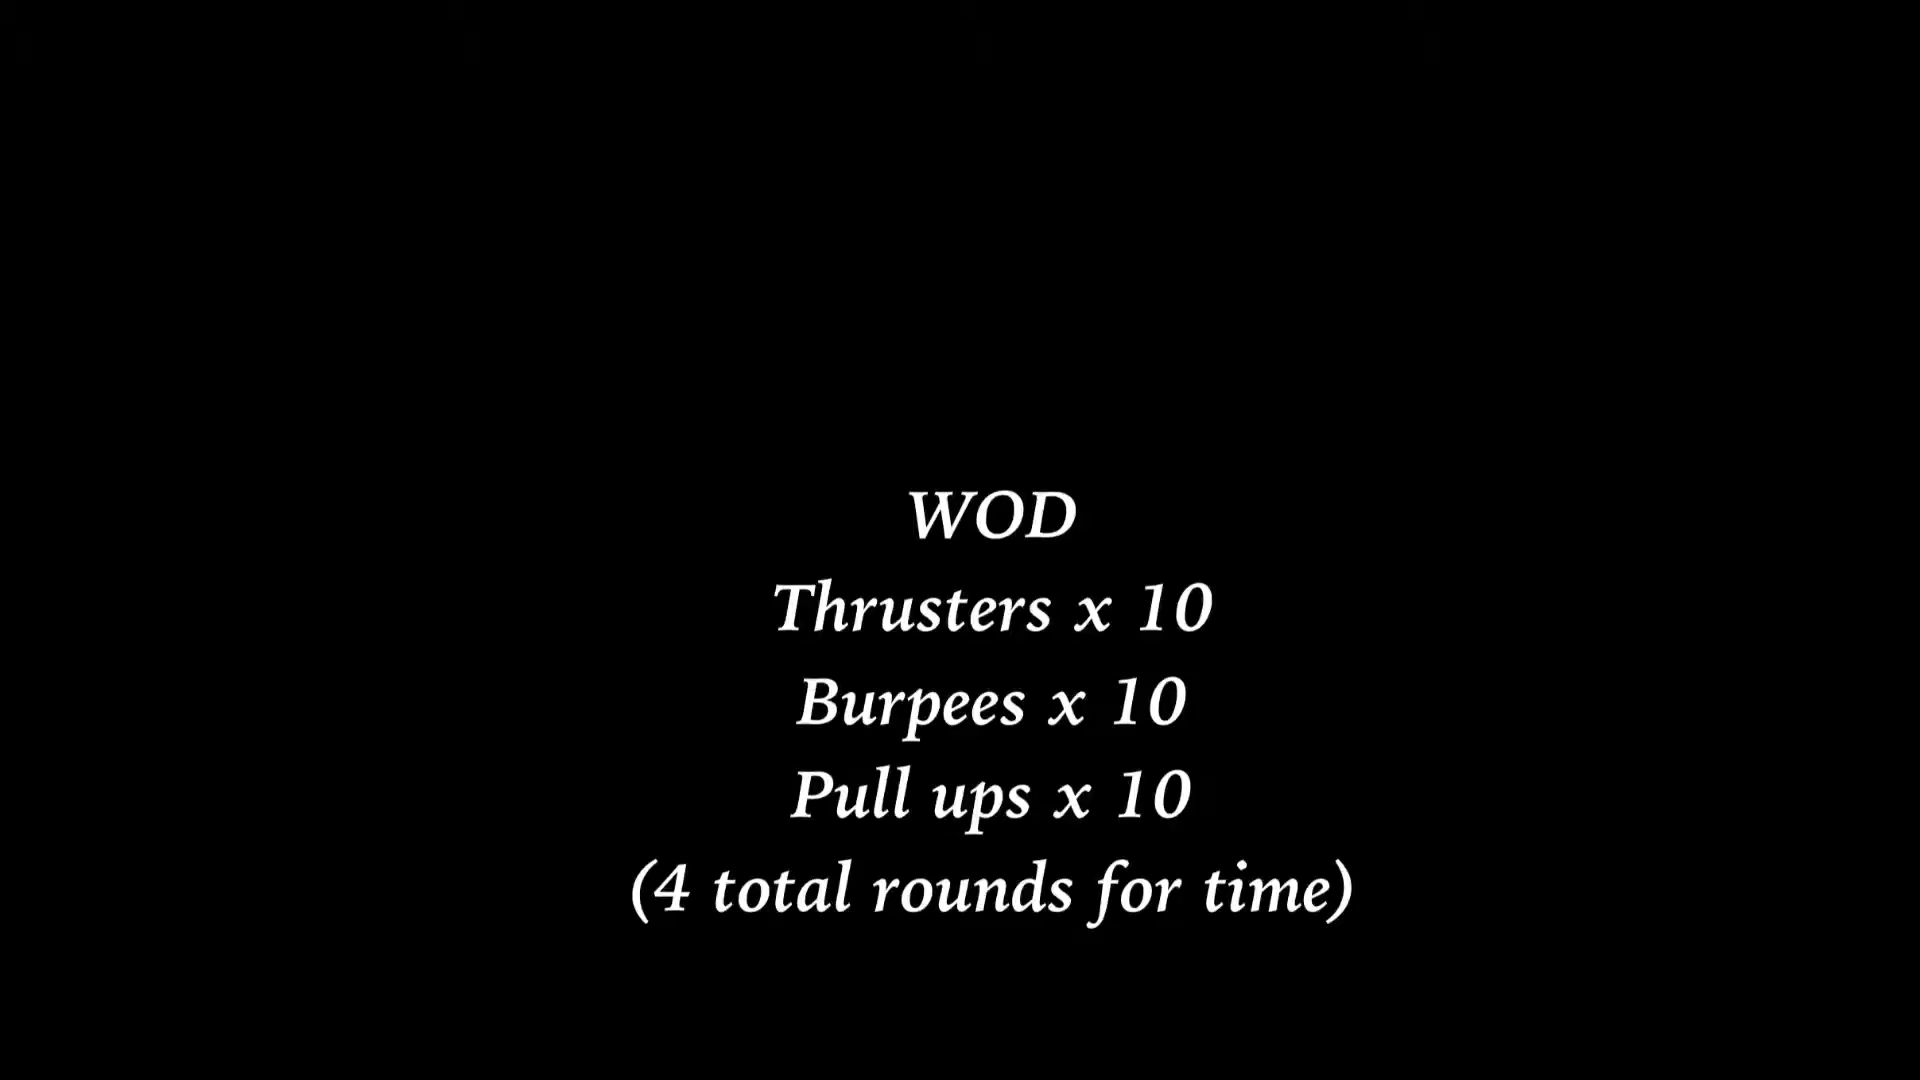 WOD
Thrusters x 10
Burpees x 10
Pull ups x 10
(4 total rounds for time)